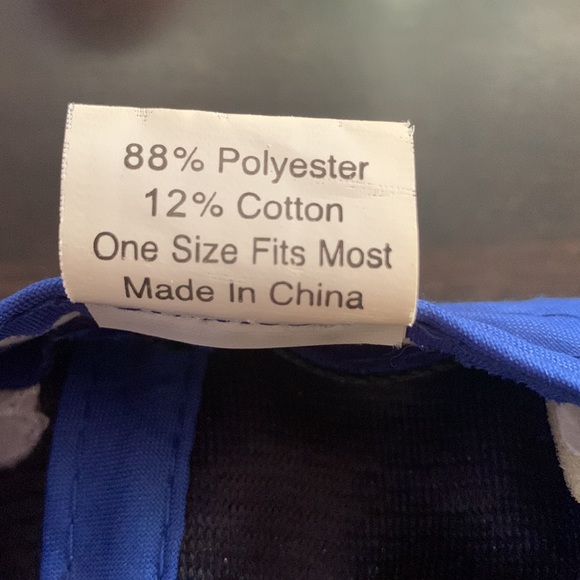 88% Polyester
12% Cotton
One Size Fits Most
Made In China